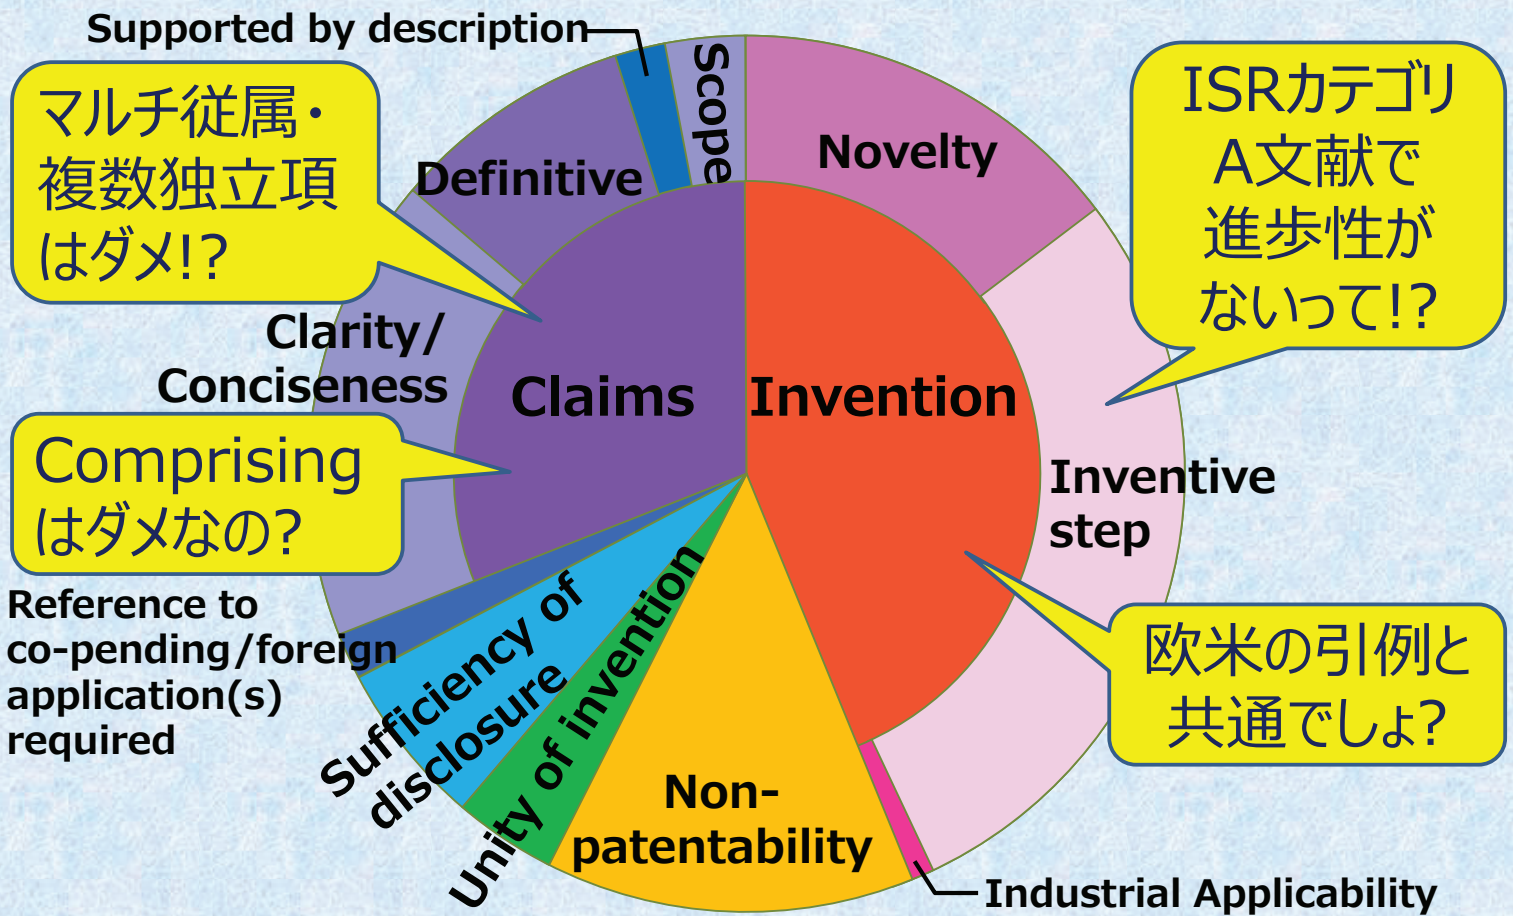 Supported by description
Scope
マルチ従属・
複数独立項
はダメ!?
ISRカテゴリ
A文献で
進歩性が
ないって!?
Novelty
Definitive
Clarity/
Conciseness
Claims
Invention
Comprising
はダメなの?
Inventive
step
Reference to
co-pending/foreign
application(s)
required
Sufficiency of
disclosure
Unity of invention
欧米の引例と
共通でしょ?
Non-
patentability
Industrial Applicability